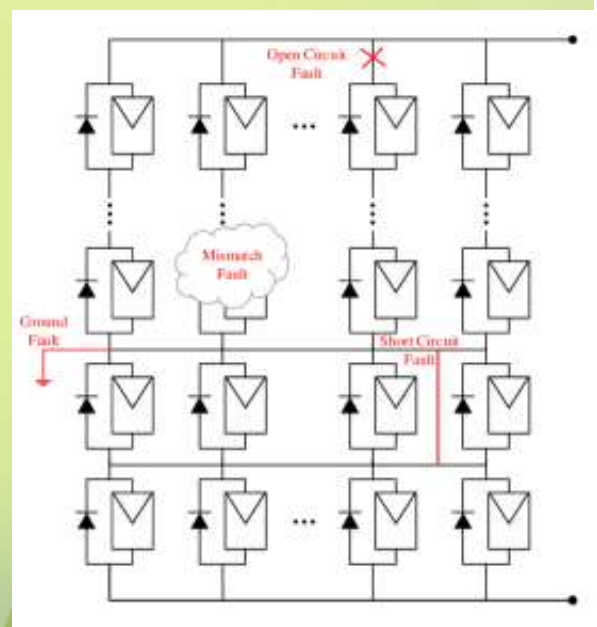 Open Circuit
Fault
Mismatch
Fault
Ground
Fault
Short Circuit
Fault